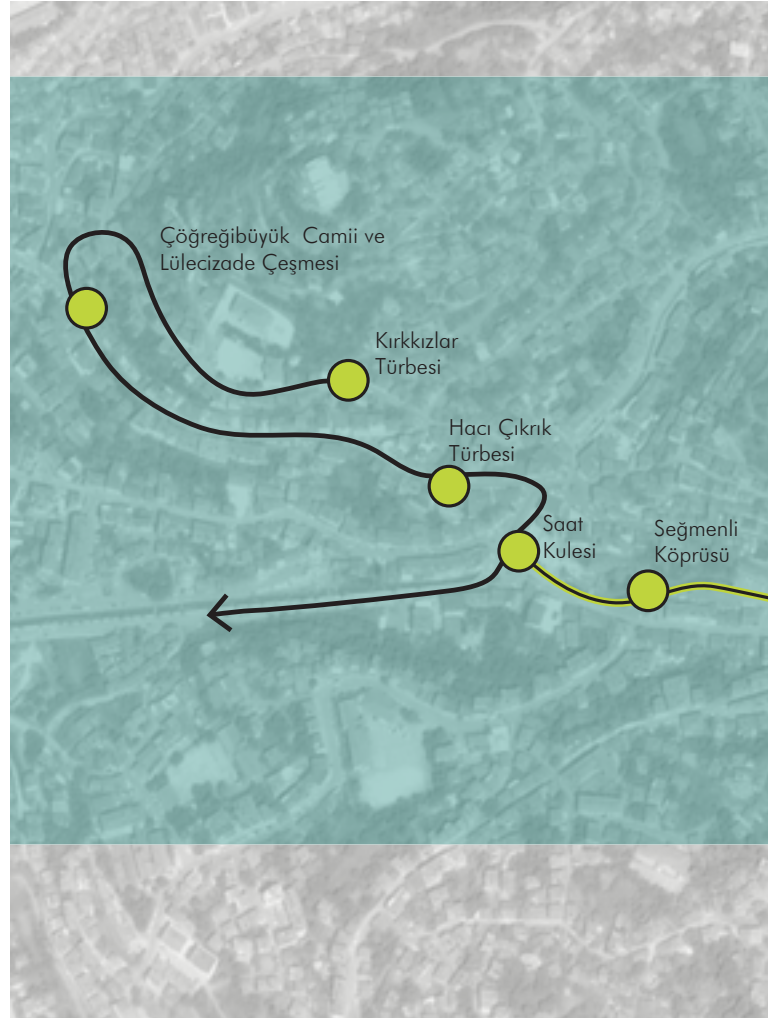 Çöğreğibüyük  Camii ve
Lülecizade Çeşmesi
Kırkkızlar
Türbesi
Hacı Çıkrık
Türbesi
Saat
Kulesi
Seğmenli
Köprüsü